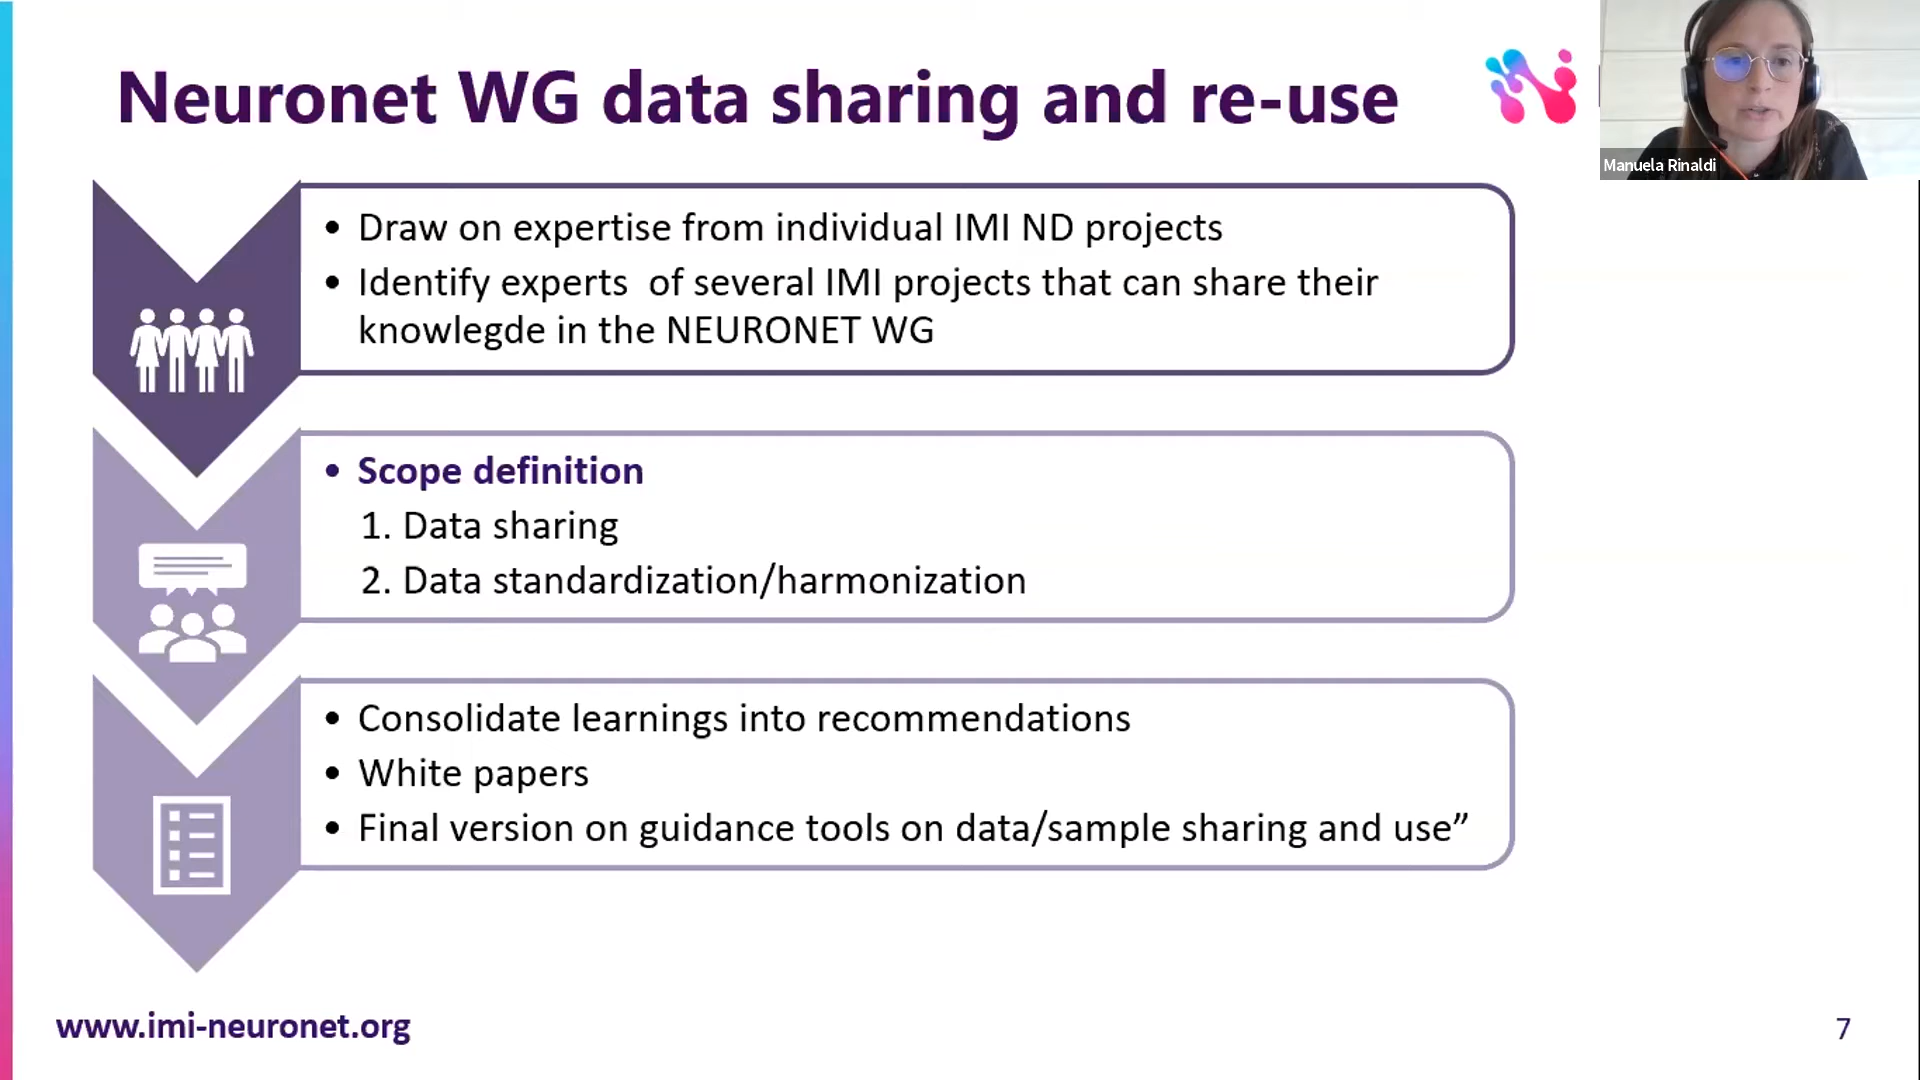 Neuronet WG data sharing and re-use
Manuela Rinaldi
• Draw on expertise from individual IMI ND projects
• Identify experts  of several IMI projects that can share their
knowlegde in the NEURONET WG
• Scope definition
1. Data sharing
2. Data standardization/harmonization
• Consolidate learnings into recommendations
• White papers
• Final version on guidance tools on data/sample sharing and use”
www.imi-neuronet.org
7